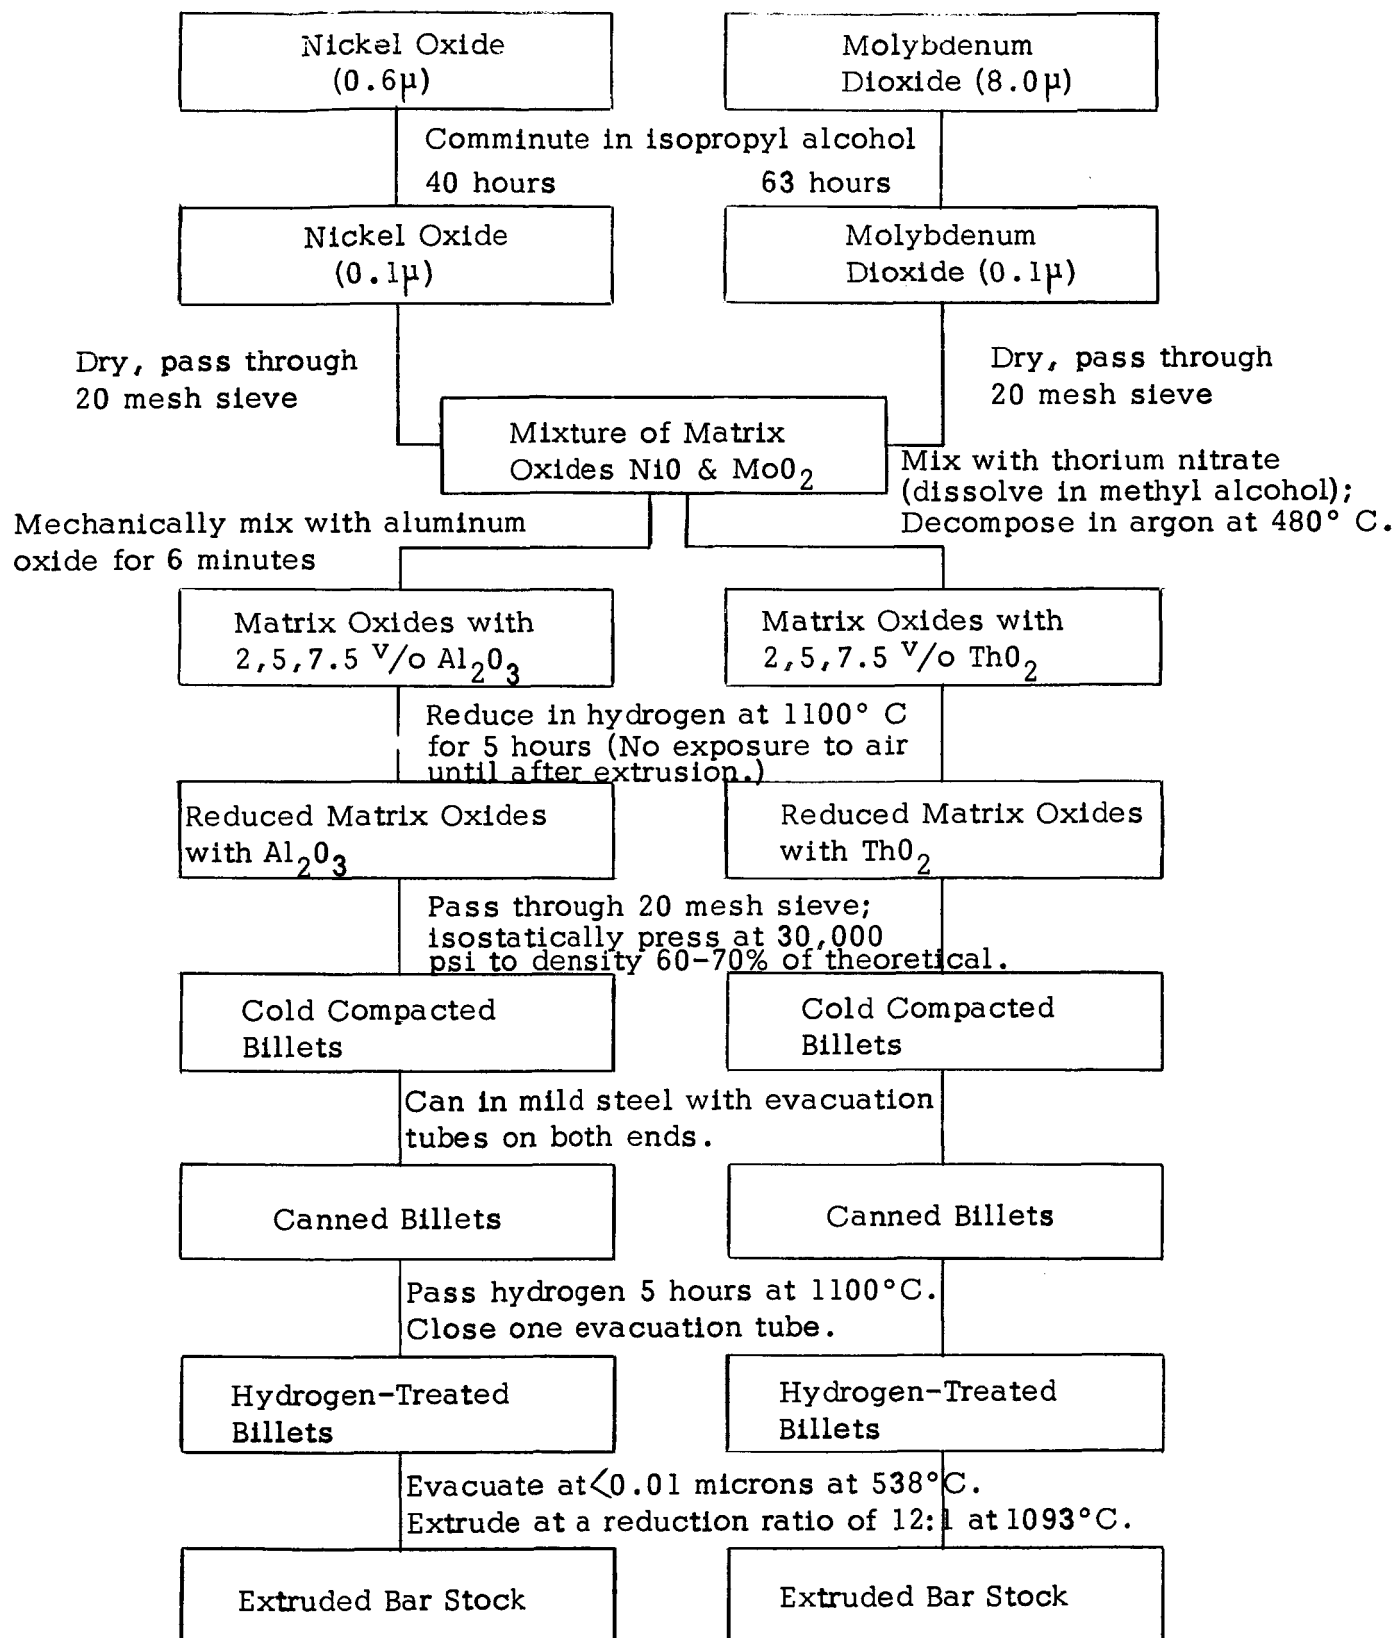 Nickel Oxide
(0.6μ)
Molybdenum
Dioxide (8.0μ)
Comminute in isopropyl alcohol
40 hours
63 hours
Nickel Oxide
(0.1μ)
Molybdenum
Dioxide (0.1μ)
Dry, pass through
20 mesh sieve
Dry, pass through
20 mesh sieve
Mixture of Matrix
Oxides NiO & MoO₂
Mix with thorium nitrate
(dissolve in methyl alcohol);
Decompose in argon at 480° C.
Mechanically mix with aluminum
oxide for 6 minutes
Matrix Oxides with
2,5,7.5 ᵛ/o Al₂O₃
Matrix Oxides with
2,5,7.5 ᵛ/o ThO₂
Reduce in hydrogen at 1100° C
for 5 hours (No exposure to air
until after extrusion.)
Reduced Matrix Oxides
with Al₂O₃
Reduced Matrix Oxides
with ThO₂
Pass through 20 mesh sieve;
isostatically press at 30,000
psi to density 60-70% of theoretical.
Cold Compacted
Billets
Cold Compacted
Billets
Can in mild steel with evacuation
tubes on both ends.
Canned Billets
Canned Billets
Pass hydrogen 5 hours at 1100°C.
Close one evacuation tube.
Hydrogen-Treated
Billets
Hydrogen-Treated
Billets
Evacuate at <0.01 microns at 538°C.
Extrude at a reduction ratio of 12:1 at 1093°C.
Extruded Bar Stock
Extruded Bar Stock